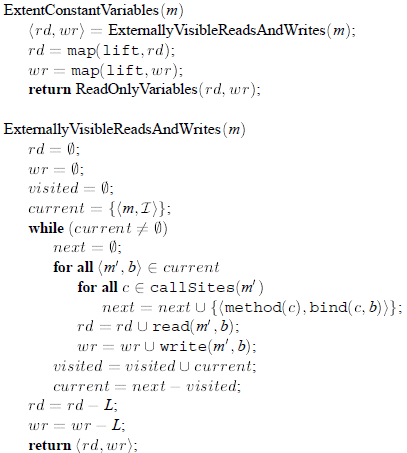 ExtentConstantVariables(m)
⟨rd, wr⟩ = ExternallyVisibleReadsAndWrites(m);
rd = map(lift, rd);
wr = map(lift, wr);
return ReadOnlyVariables(rd, wr);
ExternallyVisibleReadsAndWrites(m)
rd = ∅;
wr = ∅;
visited = ∅;
current = {⟨m, ℐ⟩};
while (current ≠ ∅)
next = ∅;
for all ⟨m′, b⟩ ∈ current
for all c ∈ callSites(m′)
next = next ∪ {⟨method(c), bind(c, b)⟩};
rd = rd ∪ read(m′, b);
wr = wr ∪ write(m′, b);
visited = visited ∪ current;
current = next − visited;
rd = rd − L;
wr = wr − L;
return ⟨rd, wr⟩;